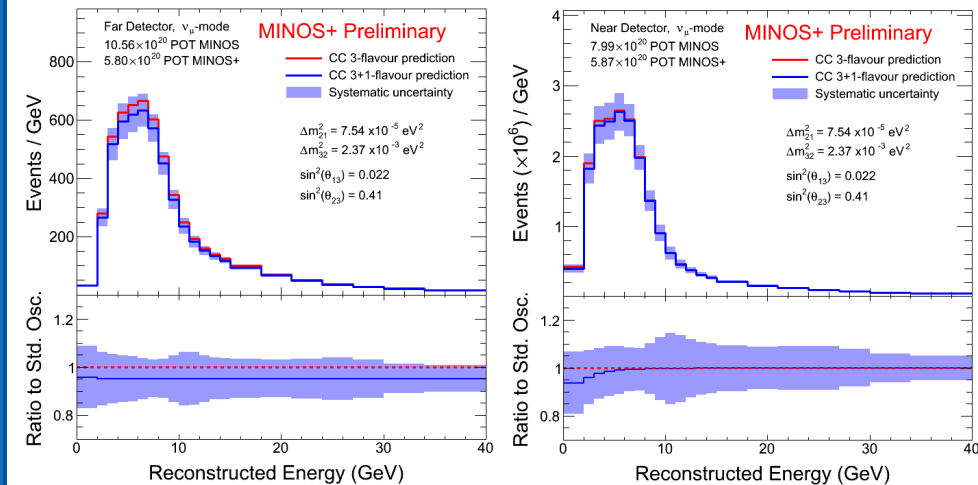 Far Detector, νμ-mode
10.56×10²⁰ POT MINOS
5.80×10²⁰ POT MINOS+
MINOS+ Preliminary
CC 3-flavour prediction
CC 3+1-flavour prediction
Systematic uncertainty
Δm²₂₁ = 7.54 x10⁻⁵ eV²
Δm²₃₂ = 2.37 x10⁻³ eV²
sin²(θ₁₃) = 0.022
sin²(θ₂₃) = 0.41
Events / GeV
800
600
400
200
Ratio to Std. Osc.
1.2
1
0.8
0 10 20 30 40
Reconstructed Energy (GeV)
Near Detector, νμ-mode
7.99×10²⁰ POT MINOS
5.87×10²⁰ POT MINOS+
MINOS+ Preliminary
CC 3-flavour prediction
CC 3+1-flavour prediction
Systematic uncertainty
Δm²₂₁ = 7.54 x10⁻⁵ eV²
Δm²₃₂ = 2.37 x10⁻³ eV²
sin²(θ₁₃) = 0.022
sin²(θ₂₃) = 0.41
Events (×10⁶) / GeV
4
3
2
1
Ratio to Std. Osc.
1.2
1
0.8
0 10 20 30 40
Reconstructed Energy (GeV)